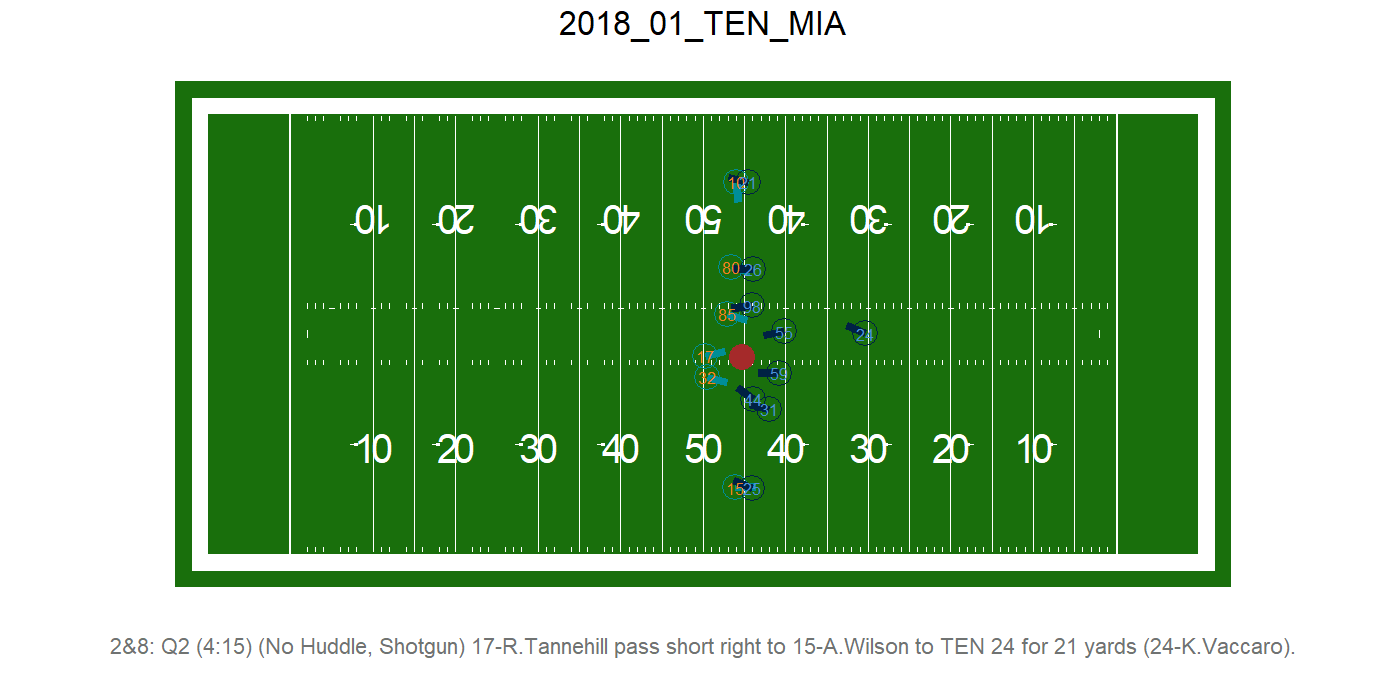 2018_01_TEN_MIA
10 20 30 40 50 40 30 20 10
10 21
80 26
98
85
55 24
17
32 59
44
31
10 20 30 40 50 40 30 20 10
15 25
2&8: Q2 (4:15) (No Huddle, Shotgun) 17-R.Tannehill pass short right to 15-A.Wilson to TEN 24 for 21 yards (24-K.Vaccaro).